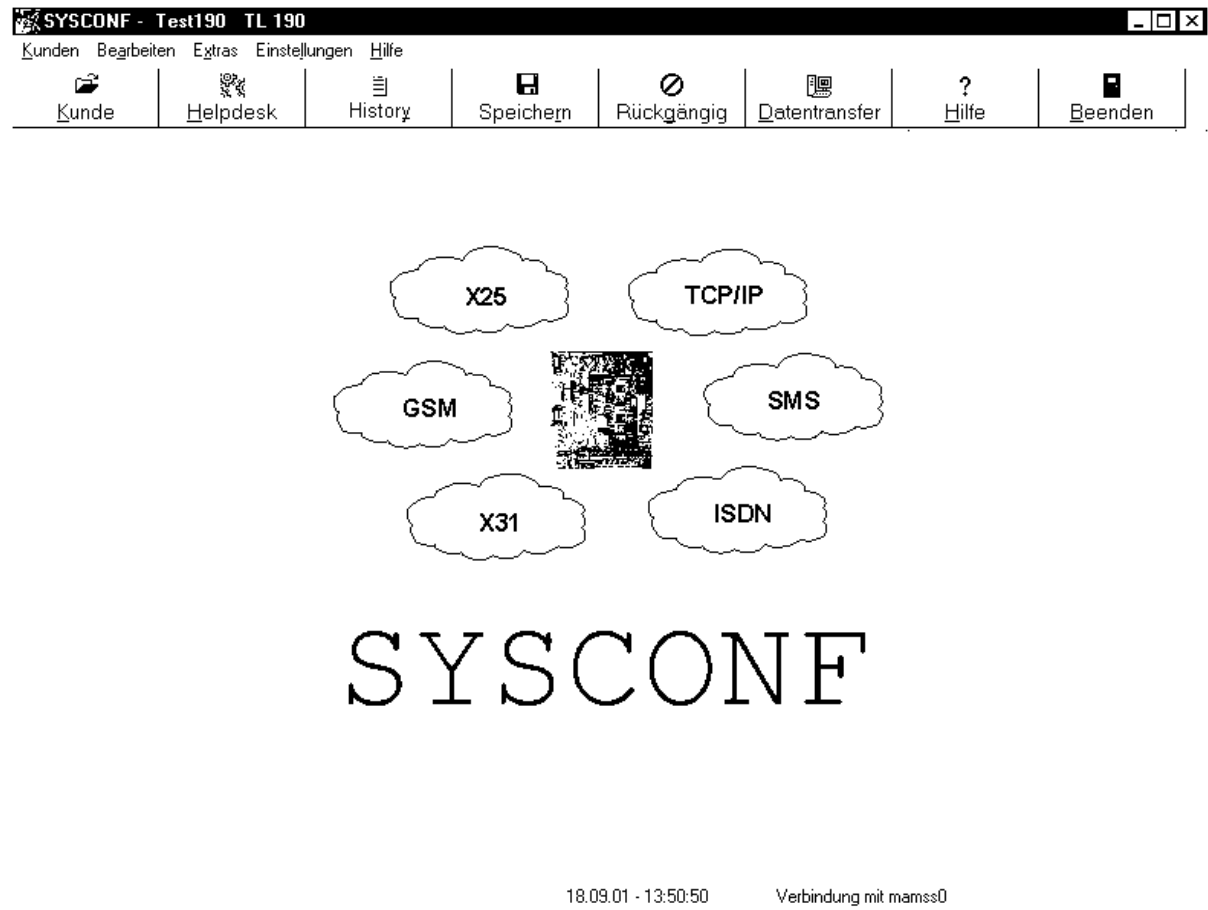 SYSCONF - Test190 TL 190
Kunden Bearbeiten Extras Einstellungen Hilfe
Kunde Helpdesk History Speichern Rückgängig Datentransfer Hilfe Beenden
X25 TCP/IP
GSM SMS
X31 ISDN
SYSCONF
18.09.01 - 13:50:50 Verbindung mit mamss0